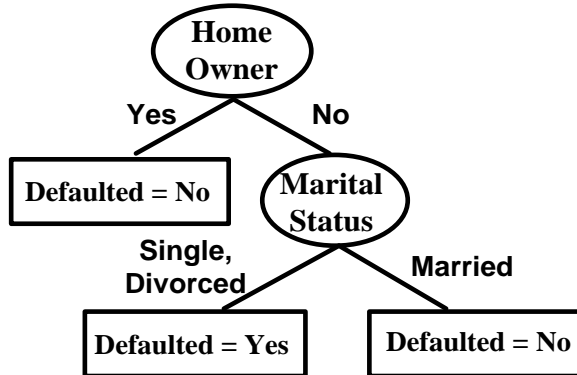 Home
Owner
Yes
No
Defaulted = No
Marital
Status
Single,
Divorced
Married
Defaulted = Yes
Defaulted = No